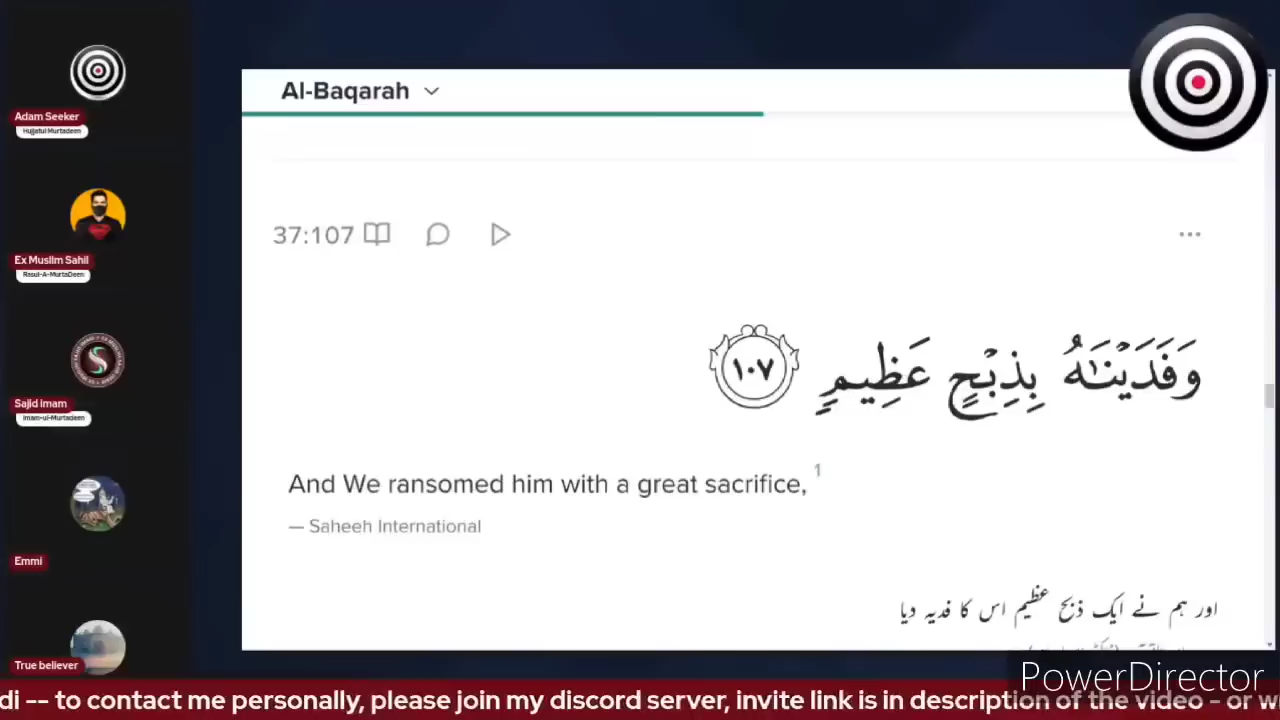 Adam Seeker
Hujjatul Murtadeen
Ex Muslim Sahil
Rasul-A-MurtaDeen
Sajid Imam
Imam-ul-Murtadeen
Emmi
True believer
Al-Baqarah
37:107
وَفَدَيْنَـٰهُ بِذِبْحٍ عَظِيمٍۢ ١٠٧
And We ransomed him with a great sacrifice, 1
— Saheeh International
اور ہم نے ایک ذبح عظیم اس کا فدیہ دیا
PowerDirector
di -- to contact me personally, please join my discord server, invite link is in description of the video - or w